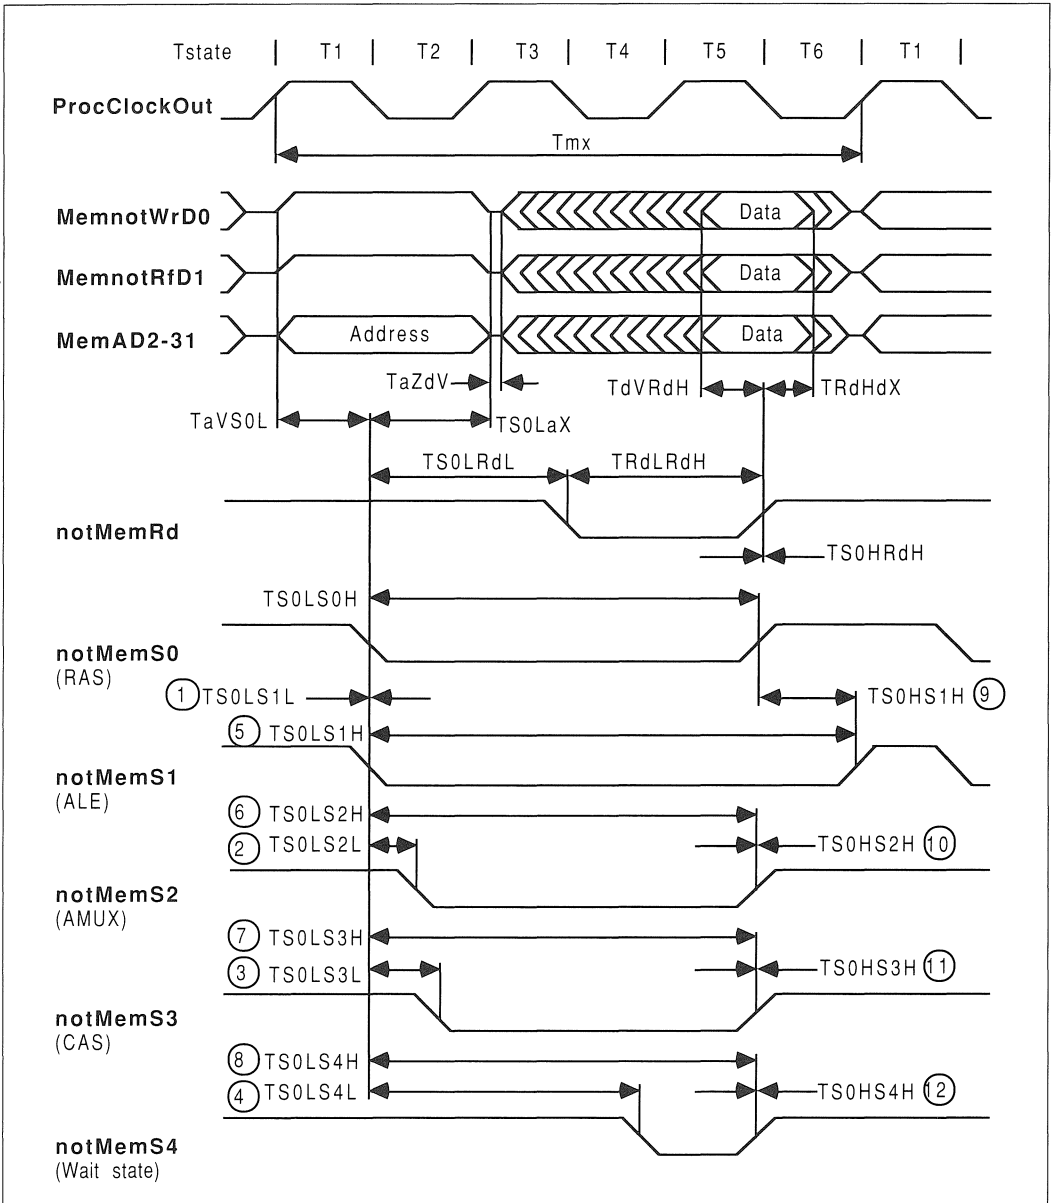 Tstate | T1 | T2 | T3 | T4 | T5 | T6 | T1 |
ProcClockOut
Tmx
MemnotWrD0 Data
MemnotRfD1 Data
MemAD2-31 Address Data
TaZdV TdVRdH TRdHdX
TaVS0L TS0LaX
TS0LRdL TRdLRdH
notMemRd
TS0HRdH
TS0LS0H
notMemS0
(RAS)
1 TS0LS1L TS0HS1H 9
5 TS0LS1H
notMemS1
(ALE)
6 TS0LS2H
2 TS0LS2L TS0HS2H 10
notMemS2
(AMUX)
7 TS0LS3H
3 TS0LS3L TS0HS3H 11
notMemS3
(CAS)
8 TS0LS4H
4 TS0LS4L TS0HS4H 12
notMemS4
(Wait state)